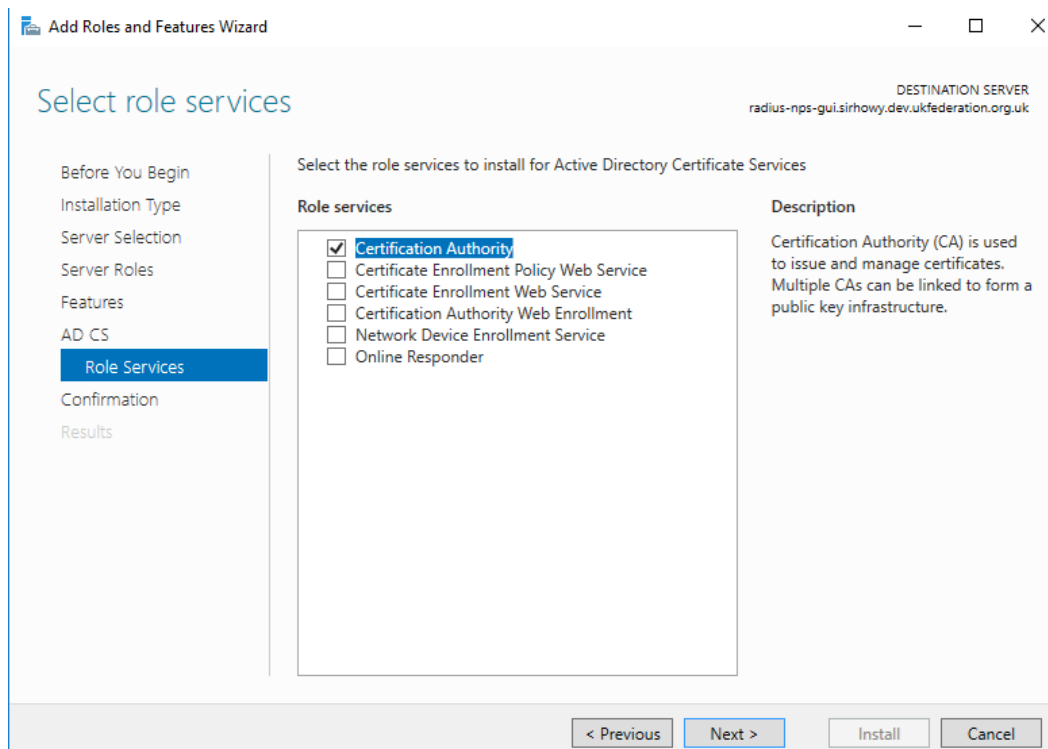 Add Roles and Features Wizard
Select role services
DESTINATION SERVER
radius-nps-gui.sirhowy.dev.ukfederation.org.uk
Before You Begin
Installation Type
Server Selection
Server Roles
Features
AD CS
Role Services
Confirmation
Results
Select the role services to install for Active Directory Certificate Services
Role services
Certification Authority
Certificate Enrollment Policy Web Service
Certificate Enrollment Web Service
Certification Authority Web Enrollment
Network Device Enrollment Service
Online Responder
Description
Certification Authority (CA) is used
to issue and manage certificates.
Multiple CAs can be linked to form a
public key infrastructure.
< Previous
Next >
Install
Cancel